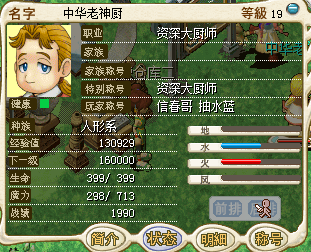 名字 中华老神厨 等級 19
职业 资深大厨师
家族
家族称号
特别称号 资深大厨师
玩家称号 信春哥 抽水蓝
健康
种族 人形系
经验值 130929
下一级 160000
生命 399/ 399
魔力 298/ 713
战绩 1990
地
水
火
风
前排
简介 状态 明細 称号